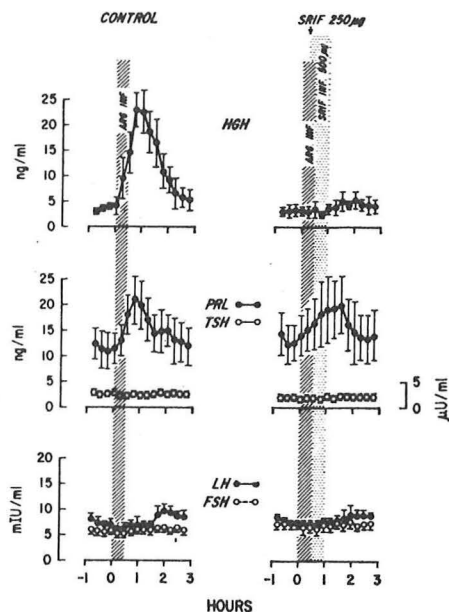 CONTROL
SRIF 250µg
ARG INF
ARG INF
SRIF INF 500µg
HGH
25
20
15
10
5
0
ng/ml
PRL
TSH
25
20
15
10
5
0
ng/ml
5
0
µU/ml
LH
FSH
20
15
10
5
0
mIU/ml
-1 0 1 2 3
-1 0 1 2 3
HOURS